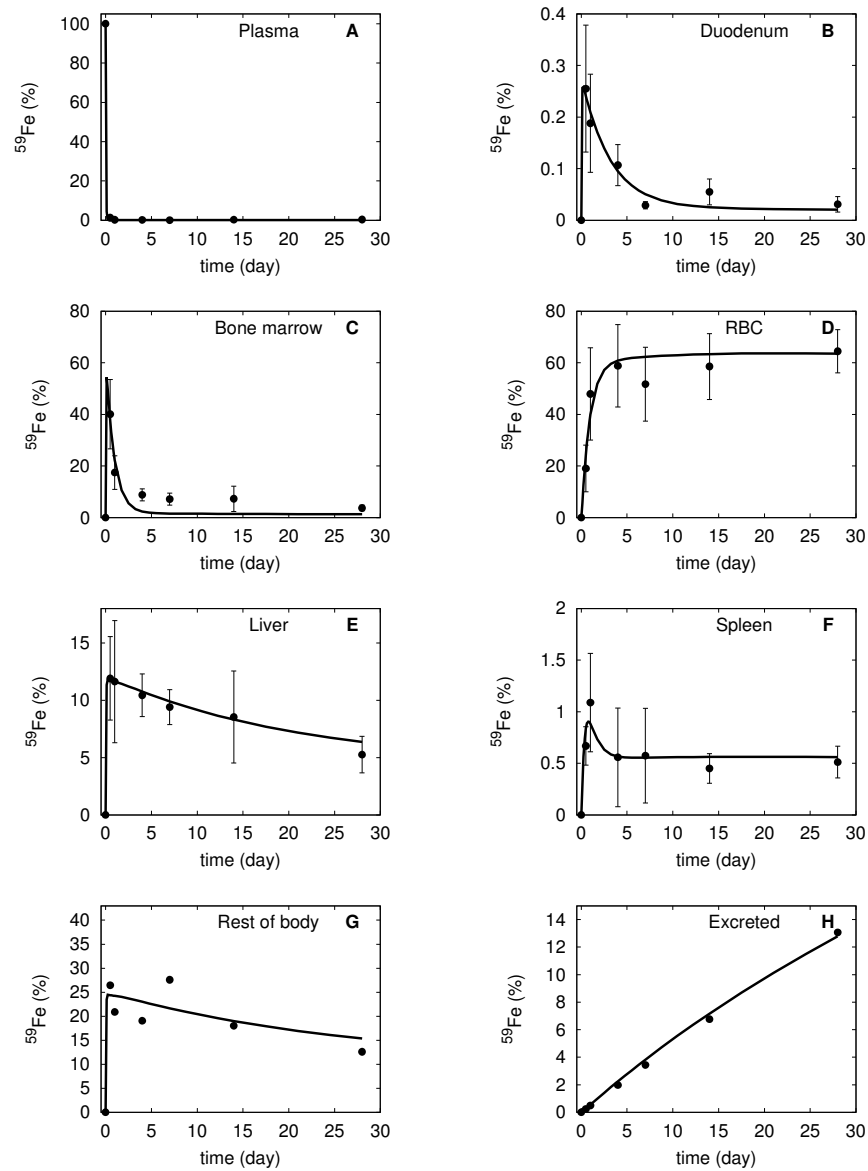 Plasma A
100
80
60
40
20
0
⁵⁹Fe (%)
0 5 10 15 20 25 30
time (day)
Duodenum B
0.4
0.3
0.2
0.1
0
⁵⁹Fe (%)
0 5 10 15 20 25 30
time (day)
Bone marrow C
80
60
40
20
0
⁵⁹Fe (%)
0 5 10 15 20 25 30
time (day)
RBC D
80
60
40
20
0
⁵⁹Fe (%)
0 5 10 15 20 25 30
time (day)
Liver E
15
10
5
0
⁵⁹Fe (%)
0 5 10 15 20 25 30
time (day)
Spleen F
2
1.5
1
0.5
0
⁵⁹Fe (%)
0 5 10 15 20 25 30
time (day)
Rest of body G
40
35
30
25
20
15
10
5
0
⁵⁹Fe (%)
0 5 10 15 20 25 30
time (day)
Excreted H
14
12
10
8
6
4
2
0
⁵⁹Fe (%)
0 5 10 15 20 25 30
time (day)